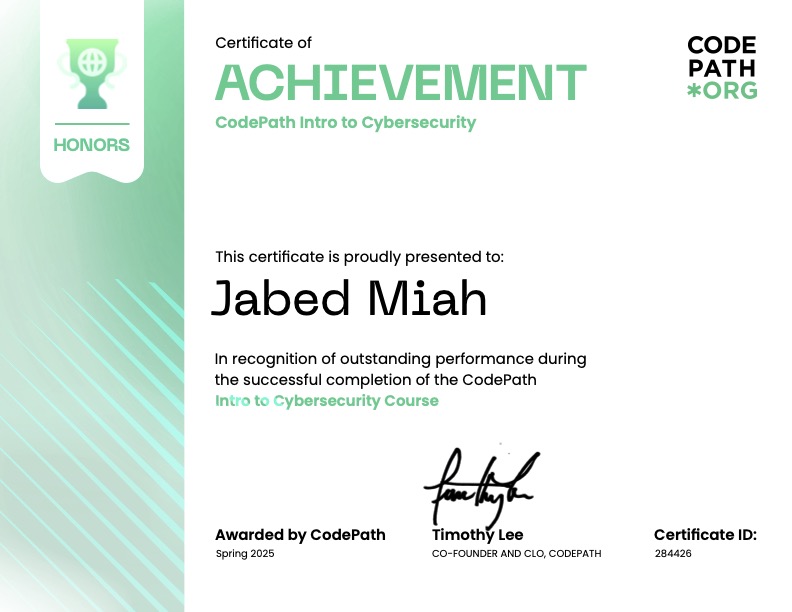 HONORS
Certificate of
ACHIEVEMENT
CodePath Intro to Cybersecurity
CODE
PATH
*ORG
This certificate is proudly presented to:
Jabed Miah
In recognition of outstanding performance during
the successful completion of the CodePath
Intro to Cybersecurity Course
Awarded by CodePath
Spring 2025
Timothy Lee
CO-FOUNDER AND CLO, CODEPATH
Certificate ID:
284426